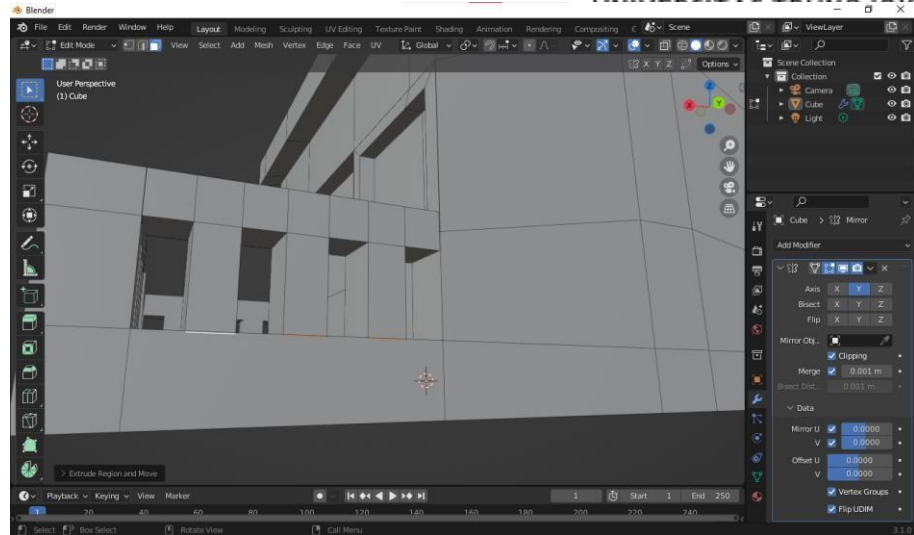 Blender
File Edit Render Window Help Layout Modeling Sculpting UV Editing Texture Paint Shading Animation Rendering Compositing Scene ViewLayer
Edit Mode View Select Add Mesh Vertex Edge Face UV Global
X Y Z Options
User Perspective
(1) Cube
Scene Collection
Collection
Camera
Cube
Light
Cube > Mirror
Add Modifier
Axis X Y Z
Bisect X Y Z
Flip X Y Z
Mirror Obj...
Clipping
Merge 0.001 m
Bisect Dist... 0.001 m
Data
Mirror U 0.0000
V 0.0000
Offset U 0.0000
V 0.0000
Vertex Groups
Flip UDIM
> Extrude Region and Move
Playback Keying View Marker 1 Start 1 End 250
1 20 40 60 80 100 120 140 160 180 200 220 240
Select Box Select Rotate View Call Menu 3.1.0